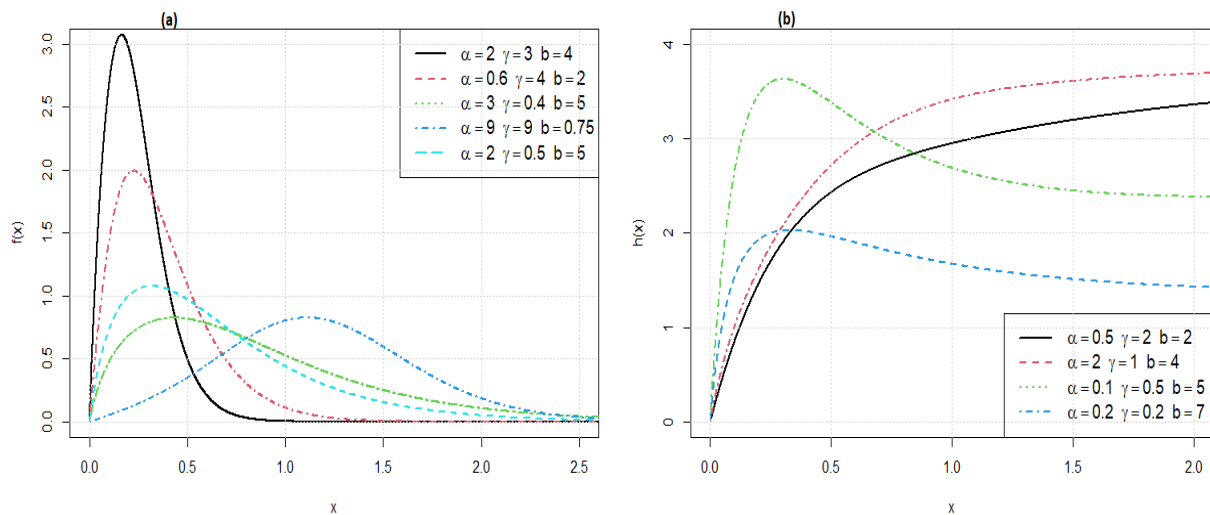 (a)
α = 2 γ = 3 b = 4
α = 0.6 γ = 4 b = 2
α = 3 γ = 0.4 b = 5
α = 9 γ = 9 b = 0.75
α = 2 γ = 0.5 b = 5
f(x)
3.0
2.5
2.0
1.5
1.0
0.5
0.0
0.0 0.5 1.0 1.5 2.0 2.5
x
(b)
h(x)
4
3
2
1
0
α = 0.5 γ = 2 b = 2
α = 2 γ = 1 b = 4
α = 0.1 γ = 0.5 b = 5
α = 0.2 γ = 0.2 b = 7
0.0 0.5 1.0 1.5 2.0
x